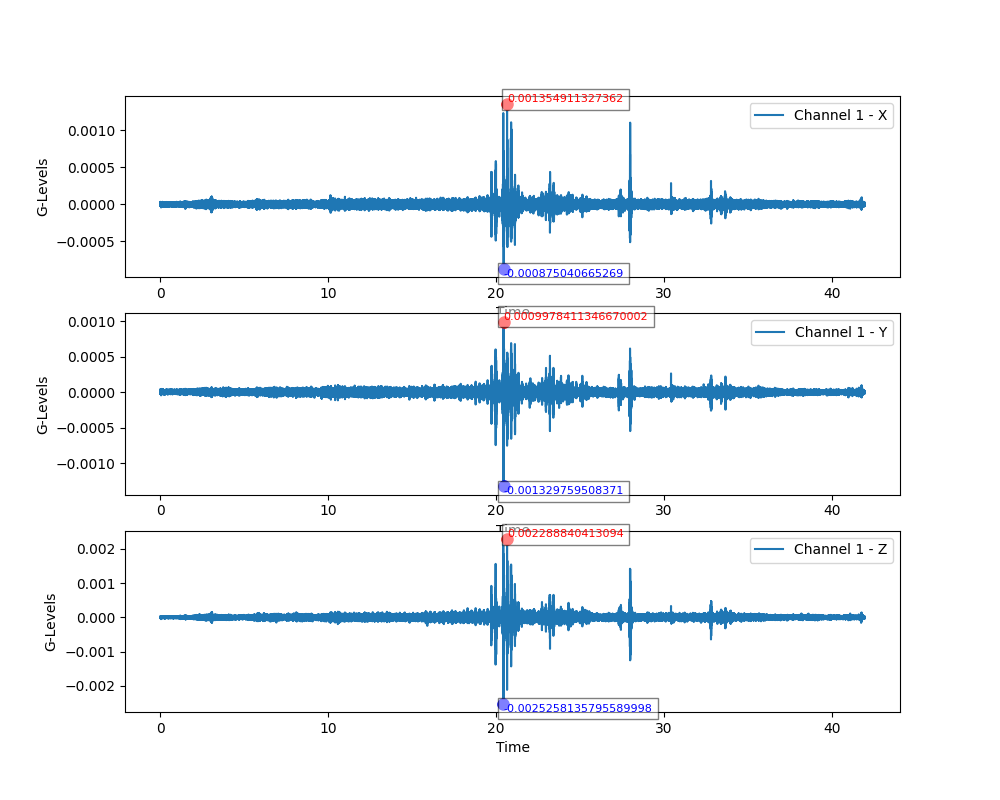 0.001354911327362
Channel 1 - X
G-Levels
0.0010
0.0005
0.0000
−0.0005
-0.000875040665269
0 10 20 30 40
Time
0.0009978411346670002
Channel 1 - Y
G-Levels
0.0010
0.0005
0.0000
−0.0005
−0.0010
-0.001329759508371
0 10 20 30 40
Time
0.002288840413094
Channel 1 - Z
G-Levels
0.002
0.001
0.000
−0.001
−0.002
-0.0025258135795589998
0 10 20 30 40
Time